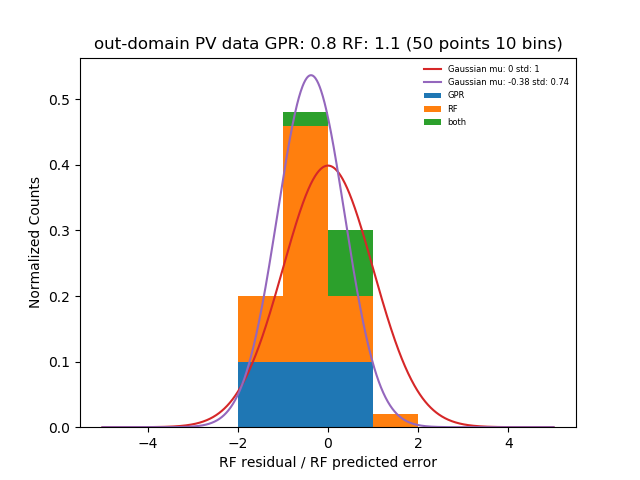 out-domain PV data GPR: 0.8 RF: 1.1 (50 points 10 bins)
Gaussian mu: 0 std: 1
Gaussian mu: -0.38 std: 0.74
GPR
RF
both
Normalized Counts
0.5
0.4
0.3
0.2
0.1
0.0
−4
−2
0
2
4
RF residual / RF predicted error